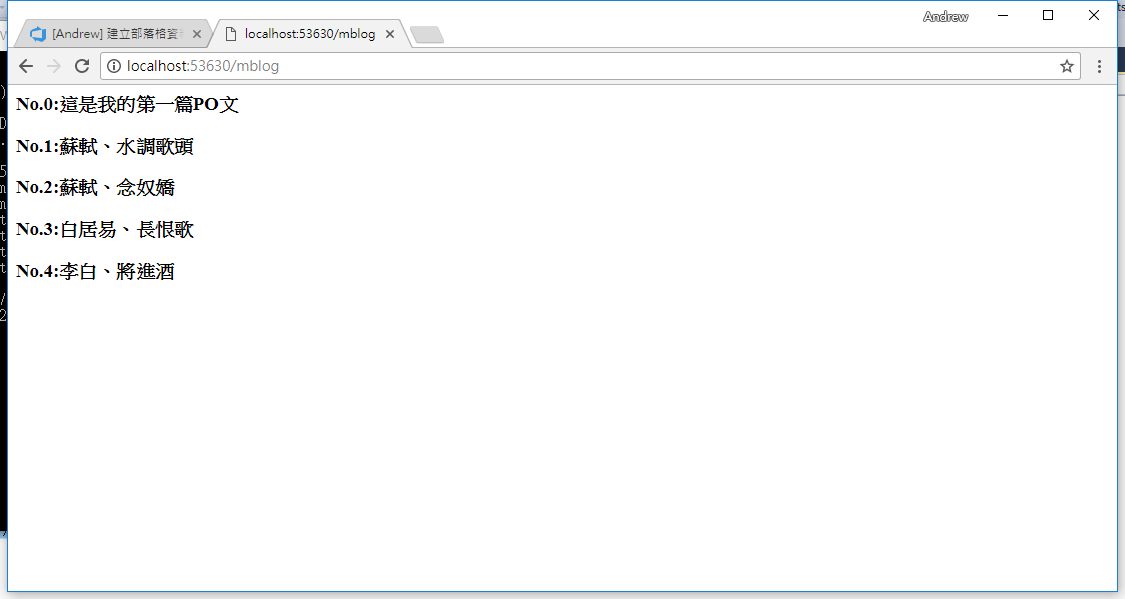 Andrew
[Andrew] 建立部落格資
localhost:53630/mblog
localhost:53630/mblog
No.0:這是我的第一篇PO文
No.1:蘇軾、水調歌頭
No.2:蘇軾、念奴嬌
No.3:白居易、長恨歌
No.4:李白、將進酒